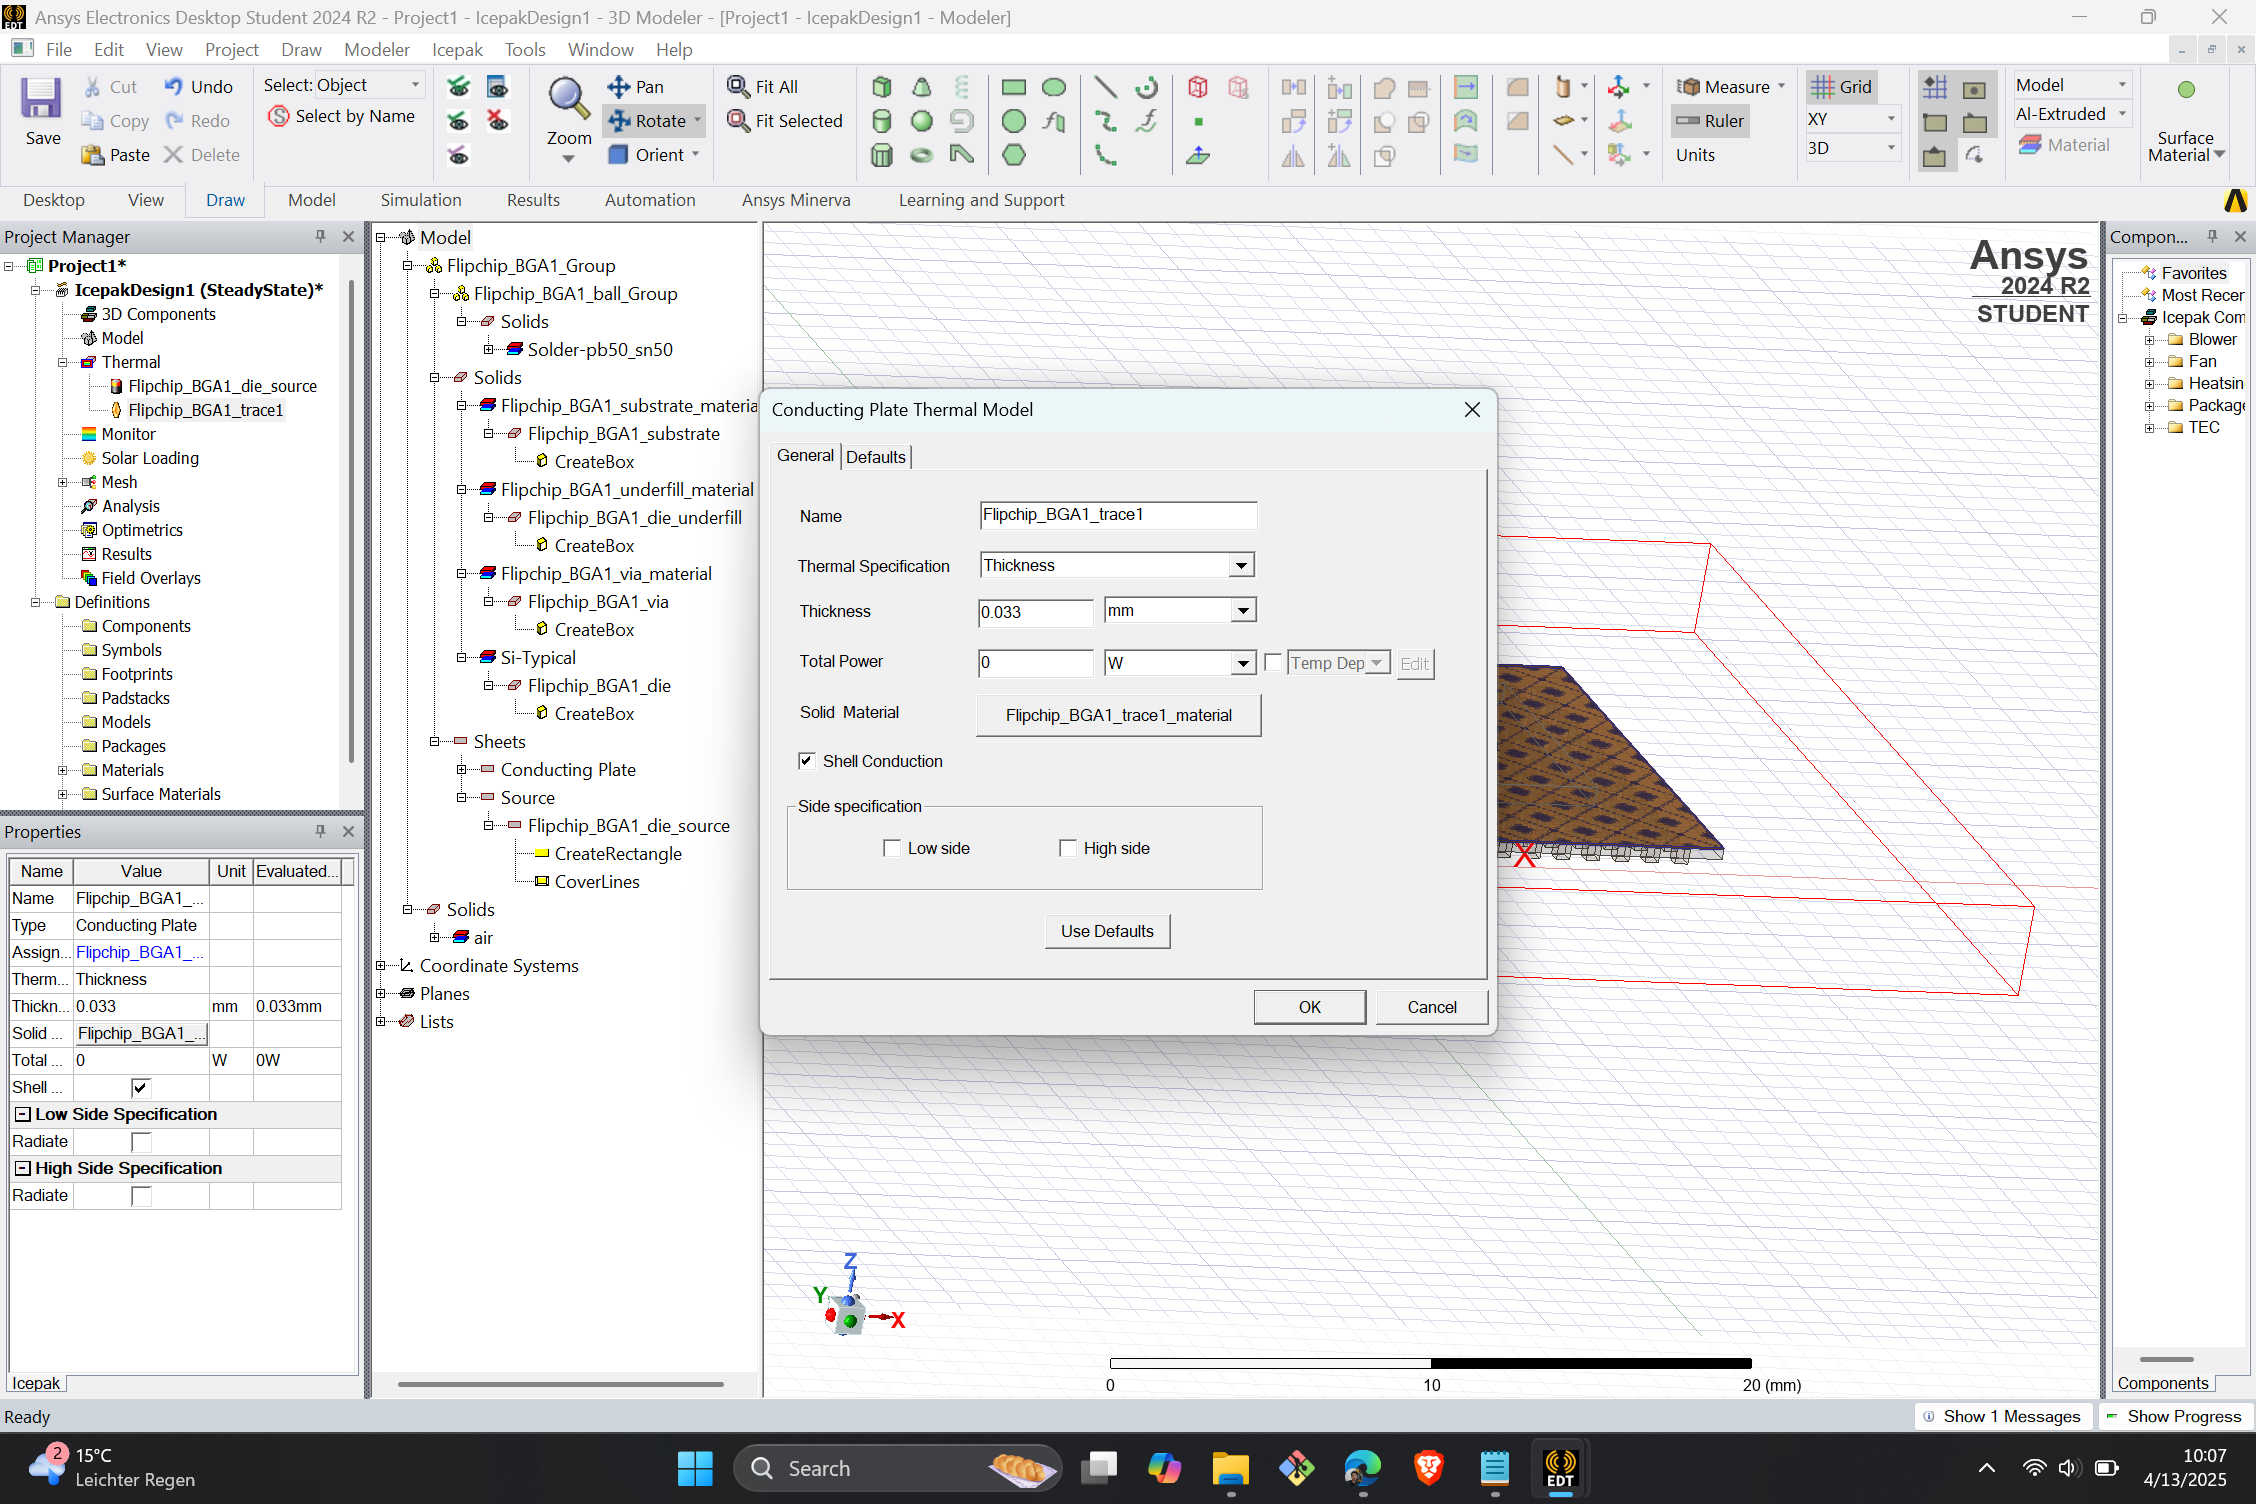 Ansys Electronics Desktop Student 2024 R2 - Project1 - IcepakDesign1 - 3D Modeler - [Project1 - IcepakDesign1 - Modeler]
File Edit View Project Draw Modeler Icepak Tools Window Help
Save
Cut
Copy
Paste
Undo
Redo
Delete
Select: Object
Select by Name
Zoom
Pan
Rotate
Orient
Fit All
Fit Selected
Measure
Ruler
Units
Grid
XY
3D
Model
Al-Extruded
Material
Surface
Material
Desktop View Draw Model Simulation Results Automation Ansys Minerva Learning and Support
Project Manager
Project1*
IcepakDesign1 (SteadyState)*
3D Components
Model
Thermal
Flipchip_BGA1_die_source
Flipchip_BGA1_trace1
Monitor
Solar Loading
Mesh
Analysis
Optimetrics
Results
Field Overlays
Definitions
Components
Symbols
Footprints
Padstacks
Models
Packages
Materials
Surface Materials
Properties
Name Value Unit Evaluated...
Name Flipchip_BGA1_...
Type Conducting Plate
Assign... Flipchip_BGA1_...
Therm... Thickness
Thickn... 0.033 mm 0.033mm
Solid ... Flipchip_BGA1_...
Total ... 0 W 0W
Shell ...
Low Side Specification
Radiate
High Side Specification
Radiate
Icepak
Model
Flipchip_BGA1_Group
Flipchip_BGA1_ball_Group
Solids
Solder-pb50_sn50
Solids
Flipchip_BGA1_substrate_materia
Flipchip_BGA1_substrate
CreateBox
Flipchip_BGA1_underfill_material
Flipchip_BGA1_die_underfill
CreateBox
Flipchip_BGA1_via_material
Flipchip_BGA1_via
CreateBox
Si-Typical
Flipchip_BGA1_die
CreateBox
Sheets
Conducting Plate
Source
Flipchip_BGA1_die_source
CreateRectangle
CoverLines
Solids
air
Coordinate Systems
Planes
Lists
Ansys
2024 R2
STUDENT
Conducting Plate Thermal Model
General Defaults
Name Flipchip_BGA1_trace1
Thermal Specification Thickness
Thickness 0.033 mm
Total Power 0 W Temp Dep Edit
Solid Material Flipchip_BGA1_trace1_material
Shell Conduction
Side specification
Low side High side
Use Defaults
OK Cancel
X
Z
Y
X
0 10 20 (mm)
Compon...
Favorites
Most Recer
Icepak Com
Blower
Fan
Heatsin
Package
TEC
Components
Ready
Show 1 Messages
Show Progress
2
15°C
Leichter Regen
Search
EDT
10:07
4/13/2025